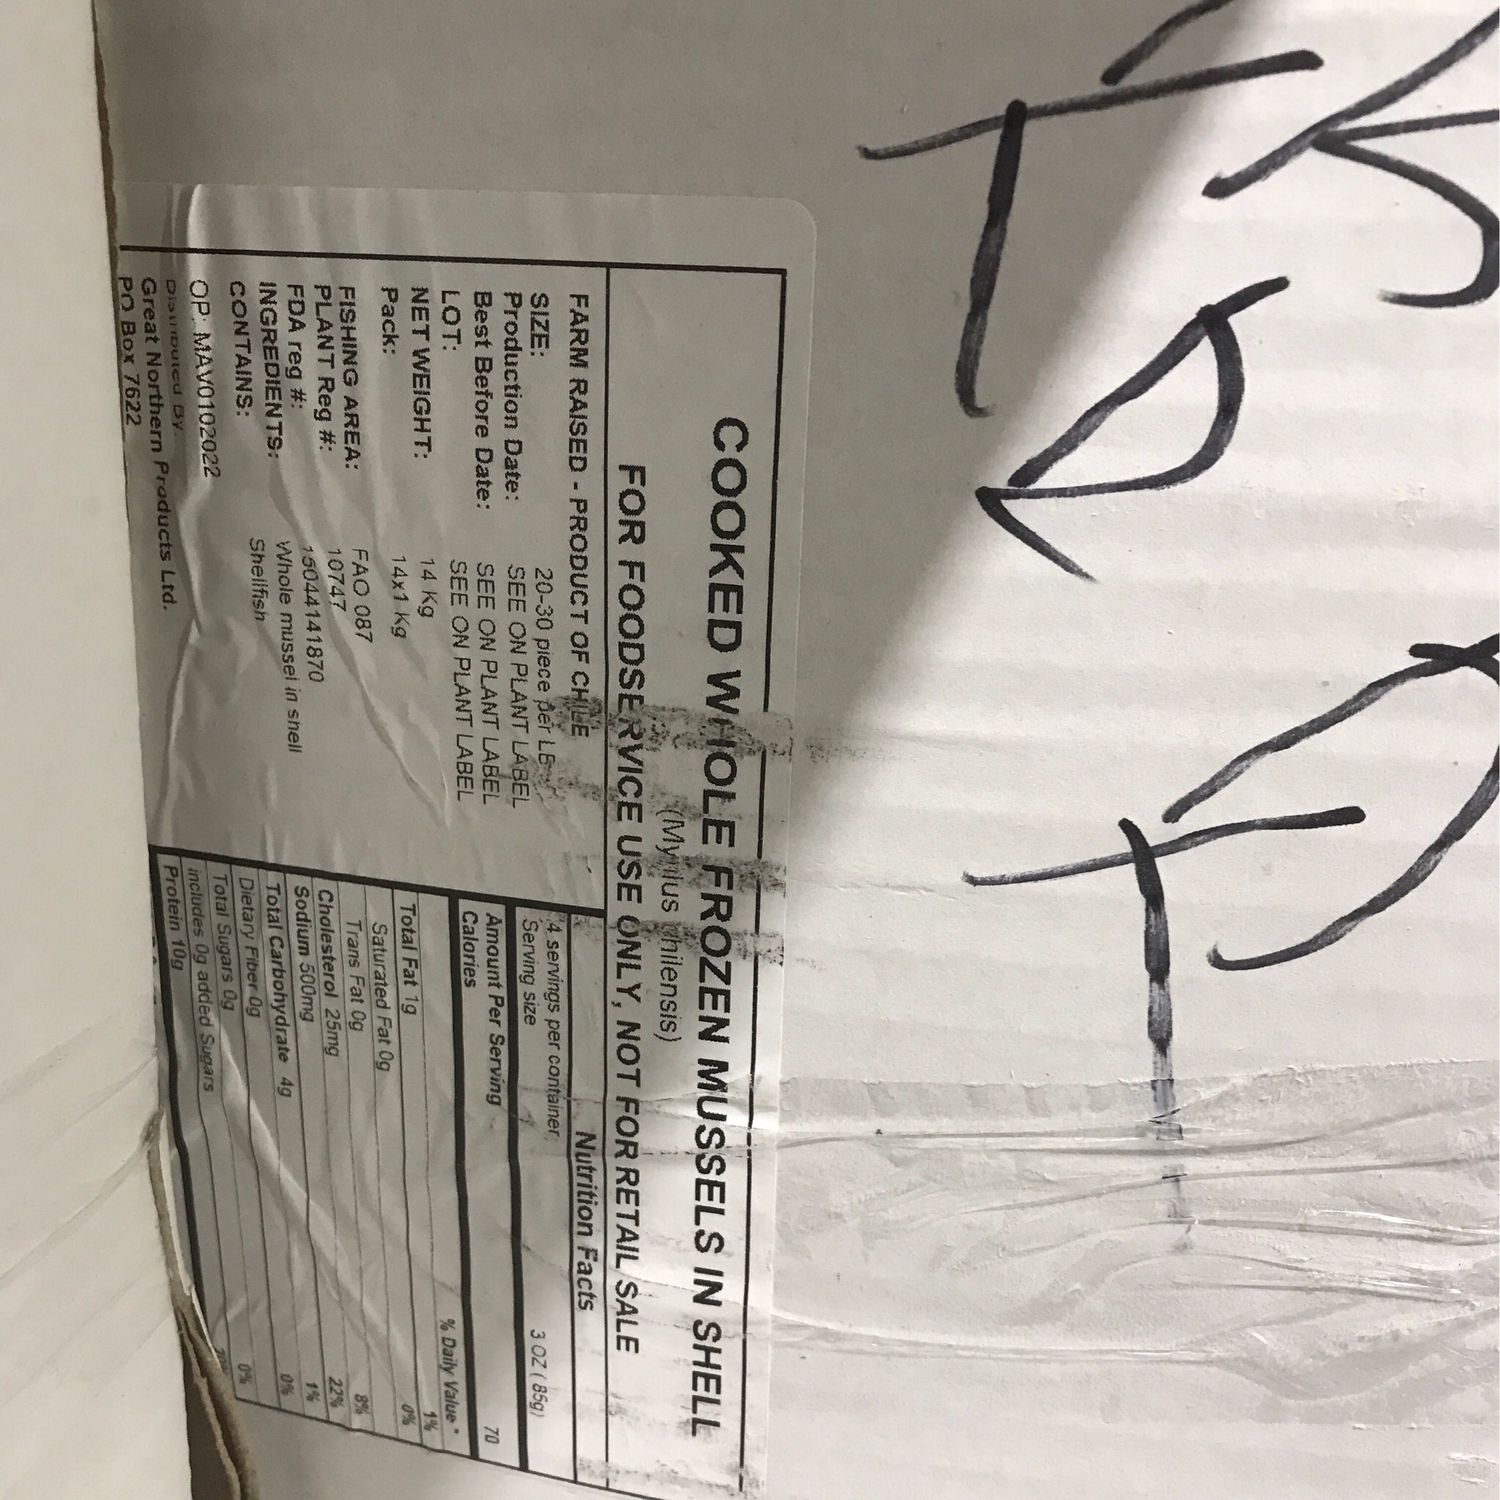 COOKED WHOLE FROZEN MUSSELS IN SHELL
(Mytilus chilensis)
FOR FOODSERVICE USE ONLY, NOT FOR RETAIL SALE
FARM RAISED - PRODUCT OF CHILE
SIZE: 20-30 piece per LB
Production Date: SEE ON PLANT LABEL
Best Before Date: SEE ON PLANT LABEL
LOT: SEE ON PLANT LABEL
NET WEIGHT: 14 Kg
Pack: 14x1 Kg
FISHING AREA: FAO 087
PLANT Reg #: 10747
FDA reg #: 15044141870
INGREDIENTS: Whole mussel in shell
CONTAINS: Shellfish
OP: MAV0102022
Distributed By
Great Northern Products Ltd.
PO Box 7622
Nutrition Facts
4 servings per container
Serving size 3 OZ ( 85g)
Amount Per Serving
Calories 70
% Daily Value *
Total Fat 1g 1%
Saturated Fat 0g 0%
Trans Fat 0g
Cholesterol 25mg 8%
Sodium 500mg 22%
Total Carbohydrate 4g 1%
Dietary Fiber 0g 0%
Total Sugars 0g
includes 0g added Sugars 0%
Protein 10g